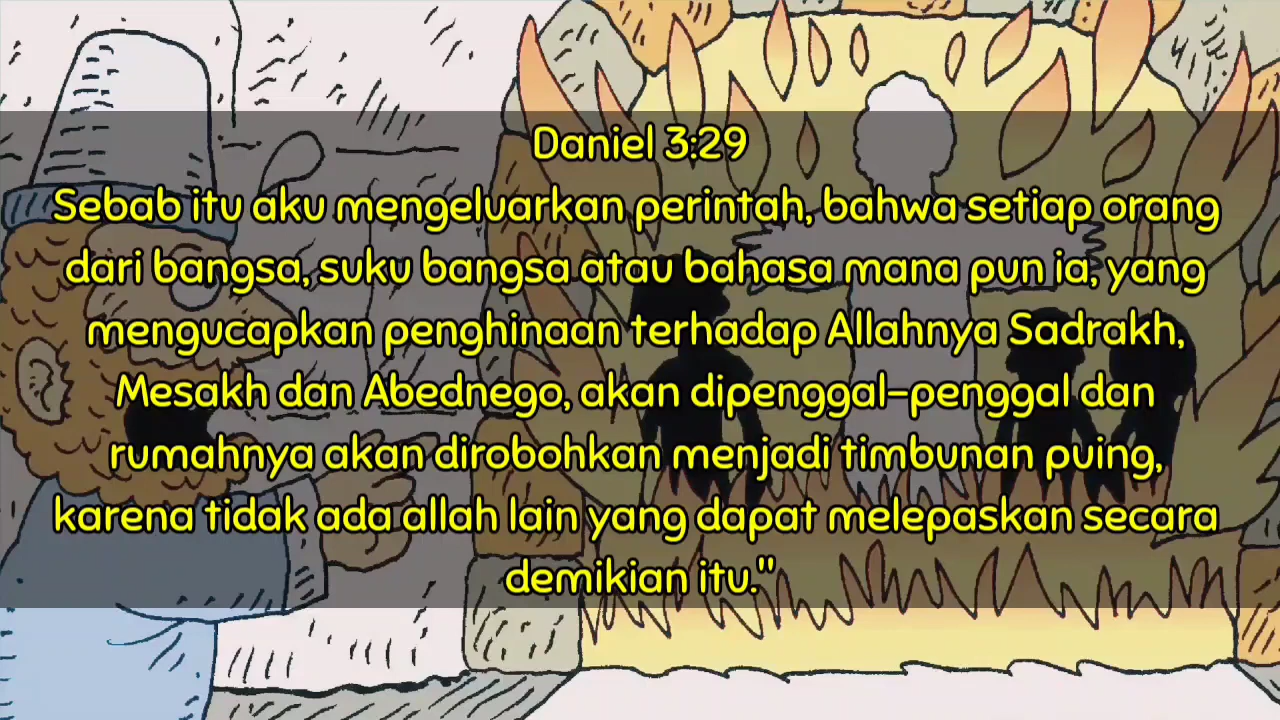 Daniel 3:29
Sebab itu aku mengeluarkan perintah, bahwa setiap orang
dari bangsa, suku bangsa atau bahasa mana pun ia, yang
mengucapkan penghinaan terhadap Allahnya Sadrakh,
Mesakh dan Abednego, akan dipenggal-penggal dan
rumahnya akan dirobohkan menjadi timbunan puing,
karena tidak ada allah lain yang dapat melepaskan secara
demikian itu."